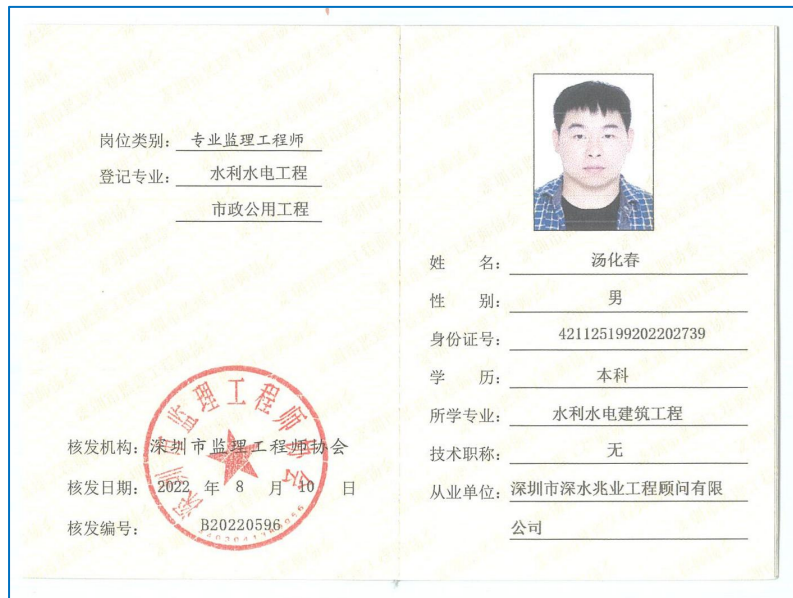 岗位类别: 专业监理工程师
登记专业: 水利水电工程
市政公用工程
深圳市监理工程师协会
核发机构: 深圳市监理工程师协会
核发日期: 2022 年 8 月 10 日
核发编号: B20220596
姓 名: 汤化春
性 别: 男
身份证号: 421125199202202739
学 历: 本科
所学专业: 水利水电建筑工程
技术职称: 无
从业单位: 深圳市深水兆业工程顾问有限
公司